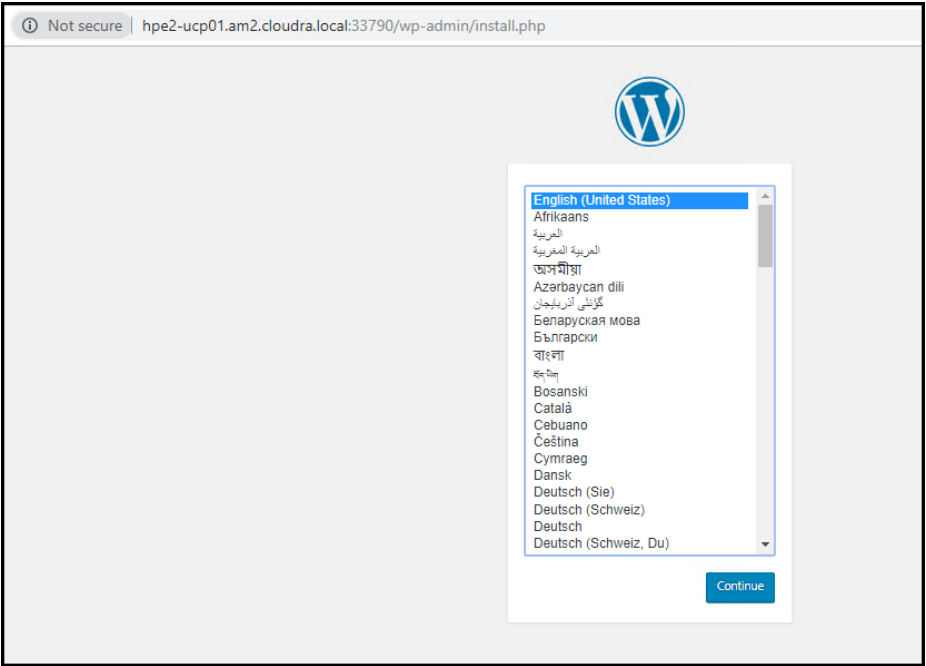 Not secure hpe2-ucp01.am2.cloudra.local:33790/wp-admin/install.php
English (United States)
Afrikaans
العربية
العربية المغربية
অসমীয়া
Azərbaycan dili
گؤنئی آذربایجان
Беларуская мова
Български
বাংলা
བོད་ཡིག
Bosanski
Català
Cebuano
Čeština
Cymraeg
Dansk
Deutsch (Sie)
Deutsch (Schweiz)
Deutsch
Deutsch (Schweiz, Du)
Continue